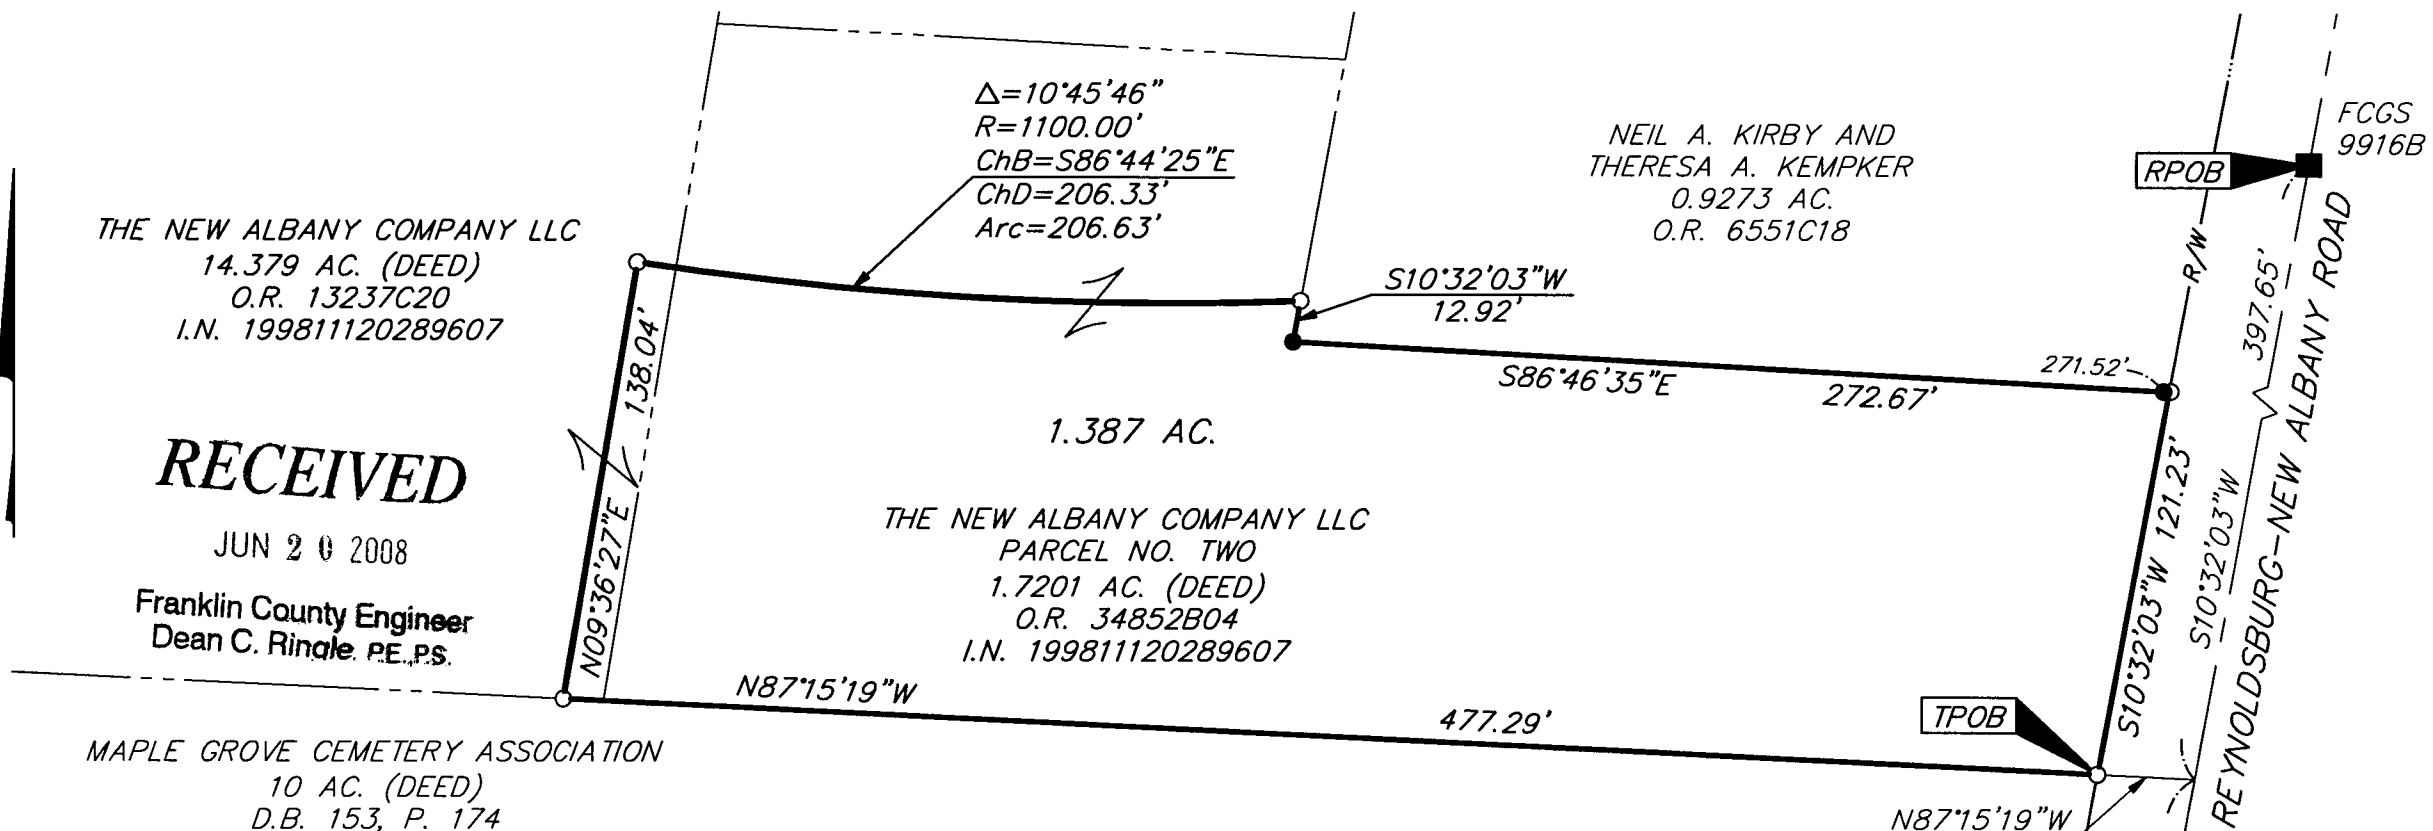 Δ=10°45'46"
R=1100.00'
ChB=S86°44'25"E
ChD=206.33'
Arc=206.63'
NEIL A. KIRBY AND
THERESA A. KEMPKER
0.9273 AC.
O.R. 6551C18
FCGS
9916B
RPOB
THE NEW ALBANY COMPANY LLC
14.379 AC. (DEED)
O.R. 13237C20
I.N. 199811120289607
S10°32'03"W
12.92'
R/W
397.65'
REYNOLDSBURG-NEW ALBANY ROAD
138.04'
N09°36'27"E
S86°46'35"E 272.67'
271.52'
1.387 AC.
RECEIVED
JUN 20 2008
Franklin County Engineer
Dean C. Ringle. P.E., P.S.
THE NEW ALBANY COMPANY LLC
PARCEL NO. TWO
1.7201 AC. (DEED)
O.R. 34852B04
I.N. 199811120289607
S10°32'03"W 121.23'
S10°32'03"W
N87°15'19"W 477.29'
TPOB
MAPLE GROVE CEMETERY ASSOCIATION
10 AC. (DEED)
D.B. 153, P. 174
N87°15'19"W